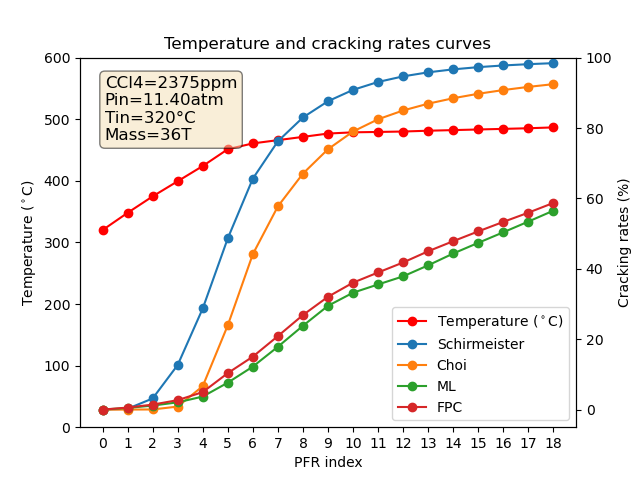 Temperature and cracking rates curves
CCl4=2375ppm
Pin=11.40atm
Tin=320°C
Mass=36T
Temperature (°C)
600
500
400
300
200
100
0
Cracking rates (%)
100
80
60
40
20
0
Temperature (°C)
Schirmeister
Choi
ML
FPC
0 1 2 3 4 5 6 7 8 9 10 11 12 13 14 15 16 17 18
PFR index